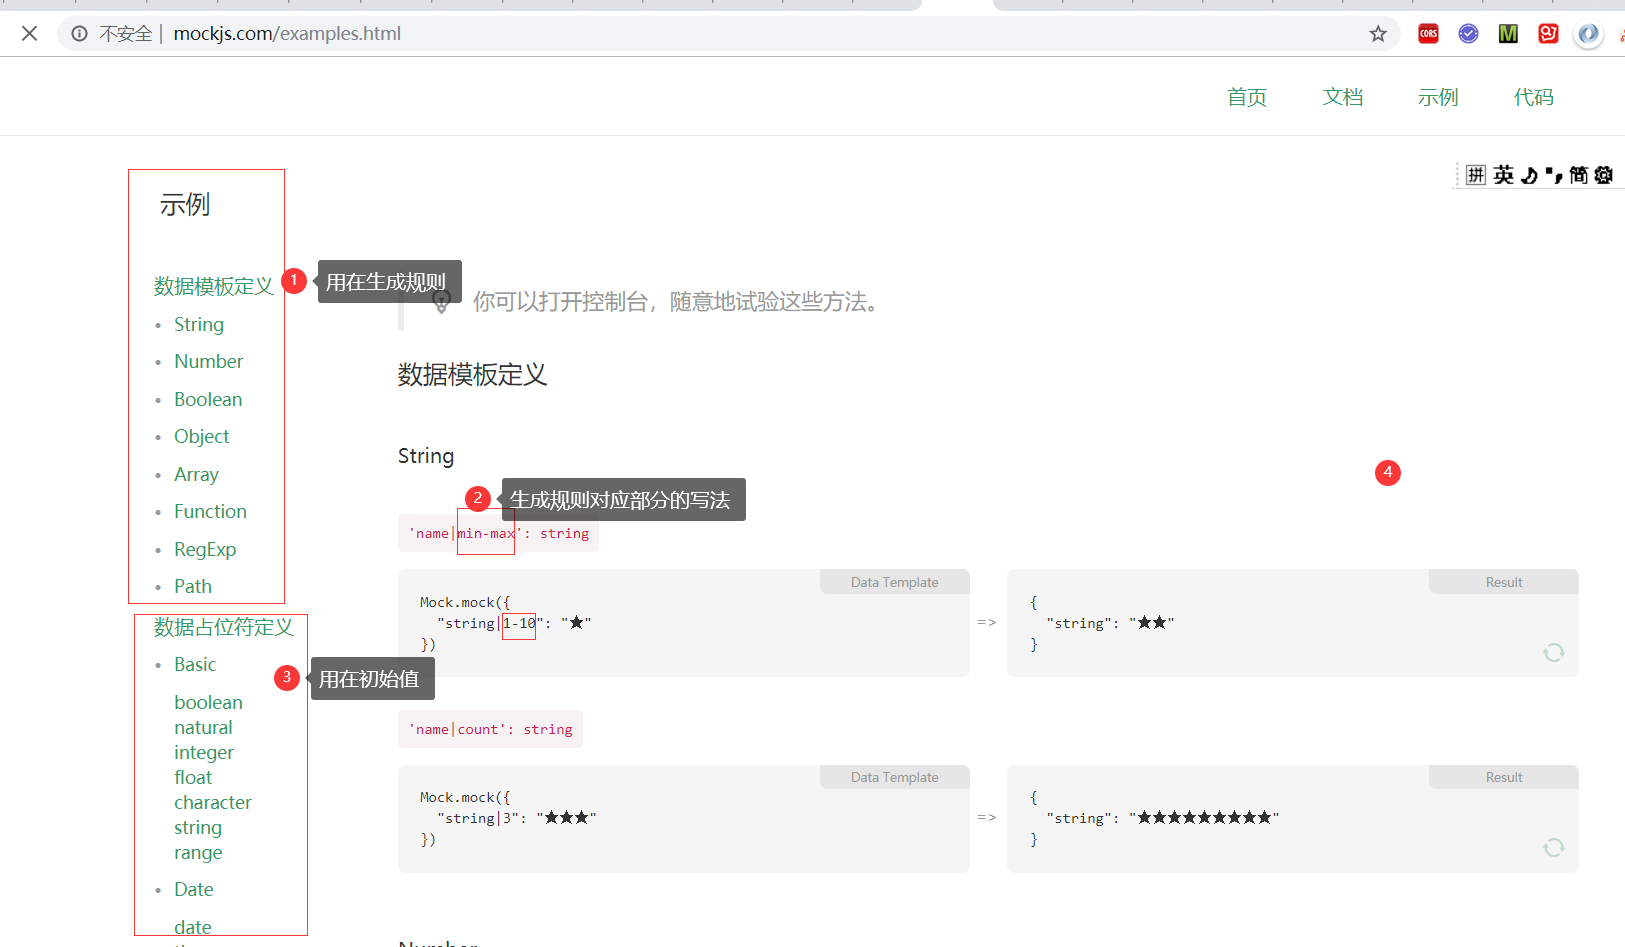 不安全 | mockjs.com/examples.html
CORS
M
首页 文档 示例 代码
拼 英 简
示例
数据模板定义
1 用在生成规则
String
Number
Boolean
Object
Array
Function
RegExp
Path
数据占位符定义
Basic
3 用在初始值
boolean
natural
integer
float
character
string
range
Date
date
你可以打开控制台，随意地试验这些方法。
数据模板定义
String
4
2 生成规则对应部分的写法
'name|min-max': string
Data Template
Mock.mock({
"string|1-10": "★"
})
=>
Result
{
"string": "★★"
}
'name|count': string
Data Template
Mock.mock({
"string|3": "★★★"
})
=>
Result
{
"string": "★★★★★★★★★"
}
Number